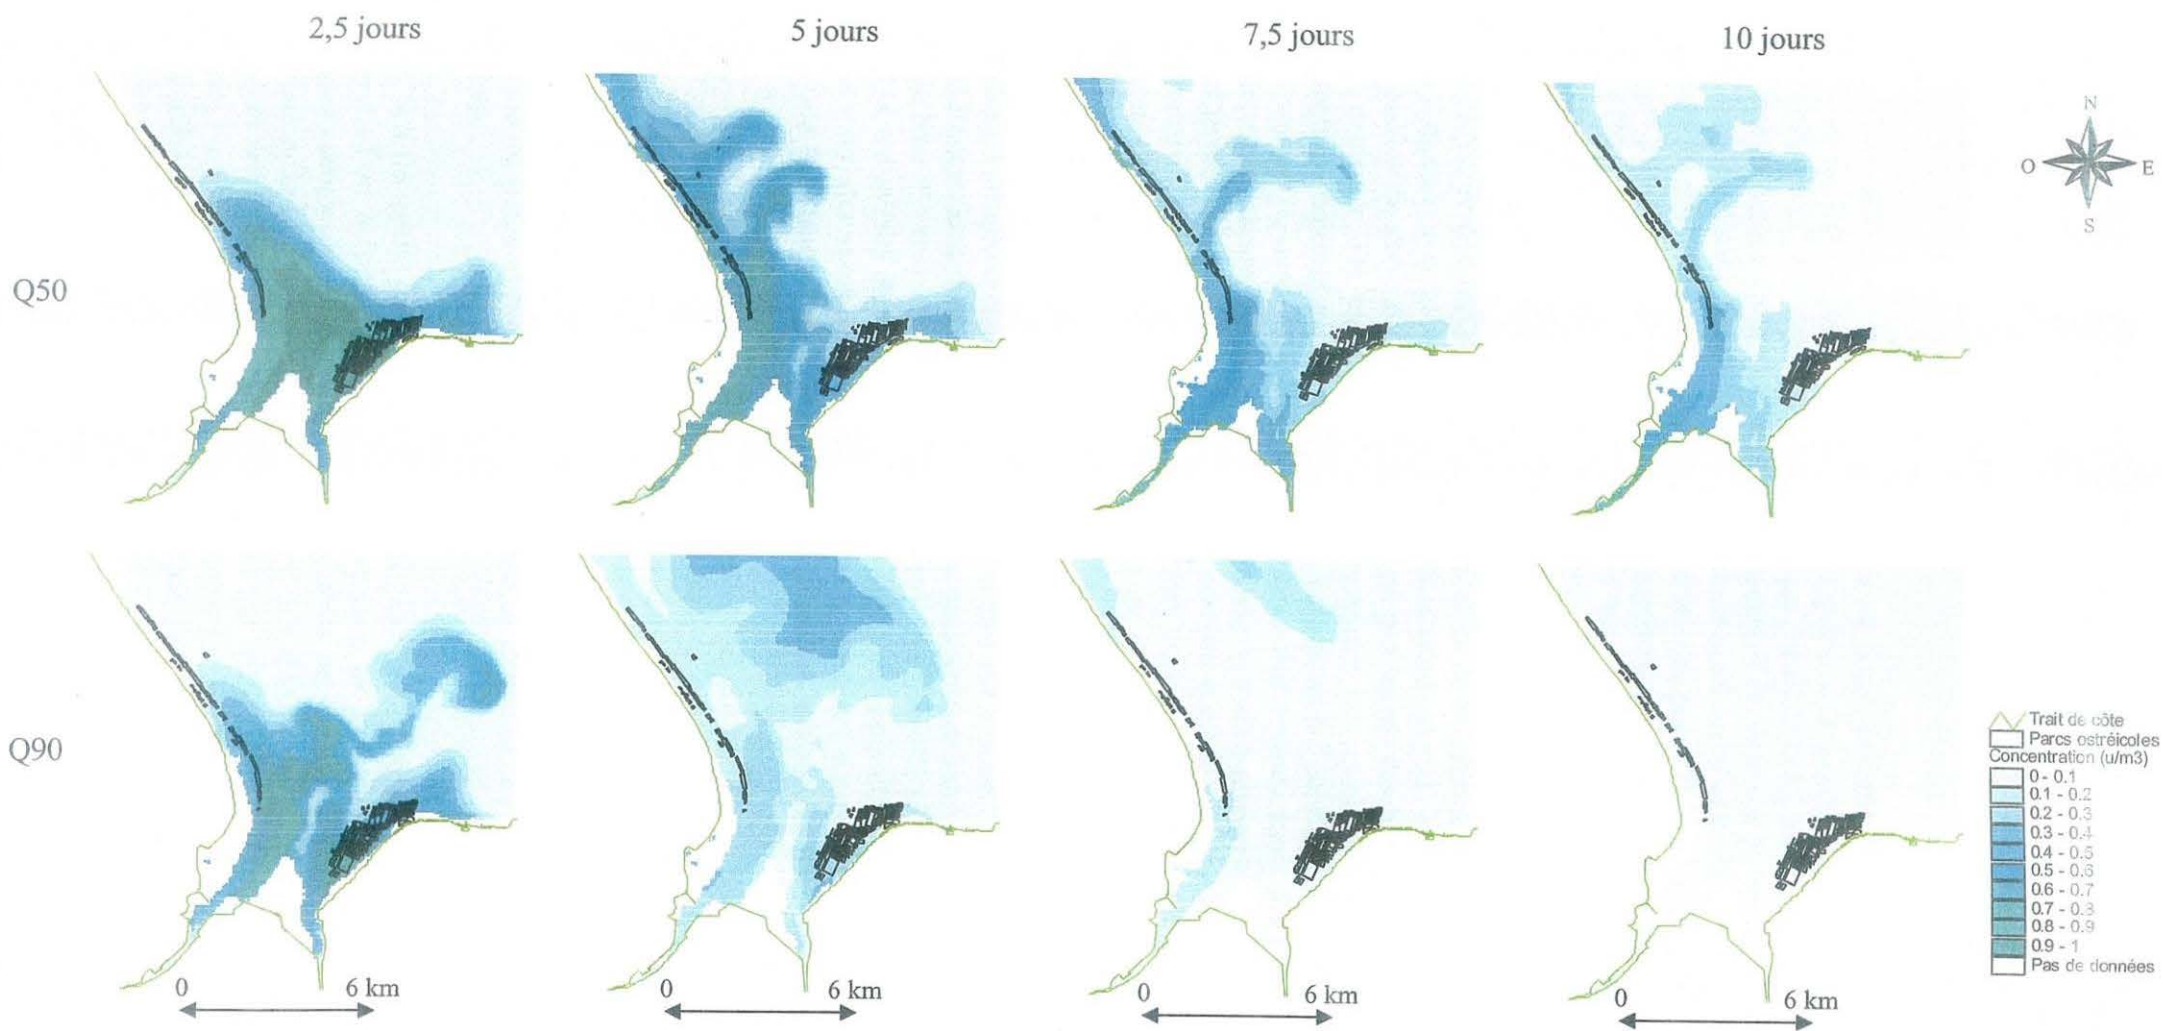 2,5 jours
5 jours
7,5 jours
10 jours
N
O
E
S
Q50
Q90
Trait de côte
Parcs ostréicoles
Concentration (u/m3)
0 - 0.1
0.1 - 0.2
0.2 - 0.3
0.3 - 0.4
0.4 - 0.5
0.5 - 0.6
0.6 - 0.7
0.7 - 0.8
0.8 - 0.9
0.9 - 1
Pas de données
0 6 km
0 6 km
0 6 km
0 6 km